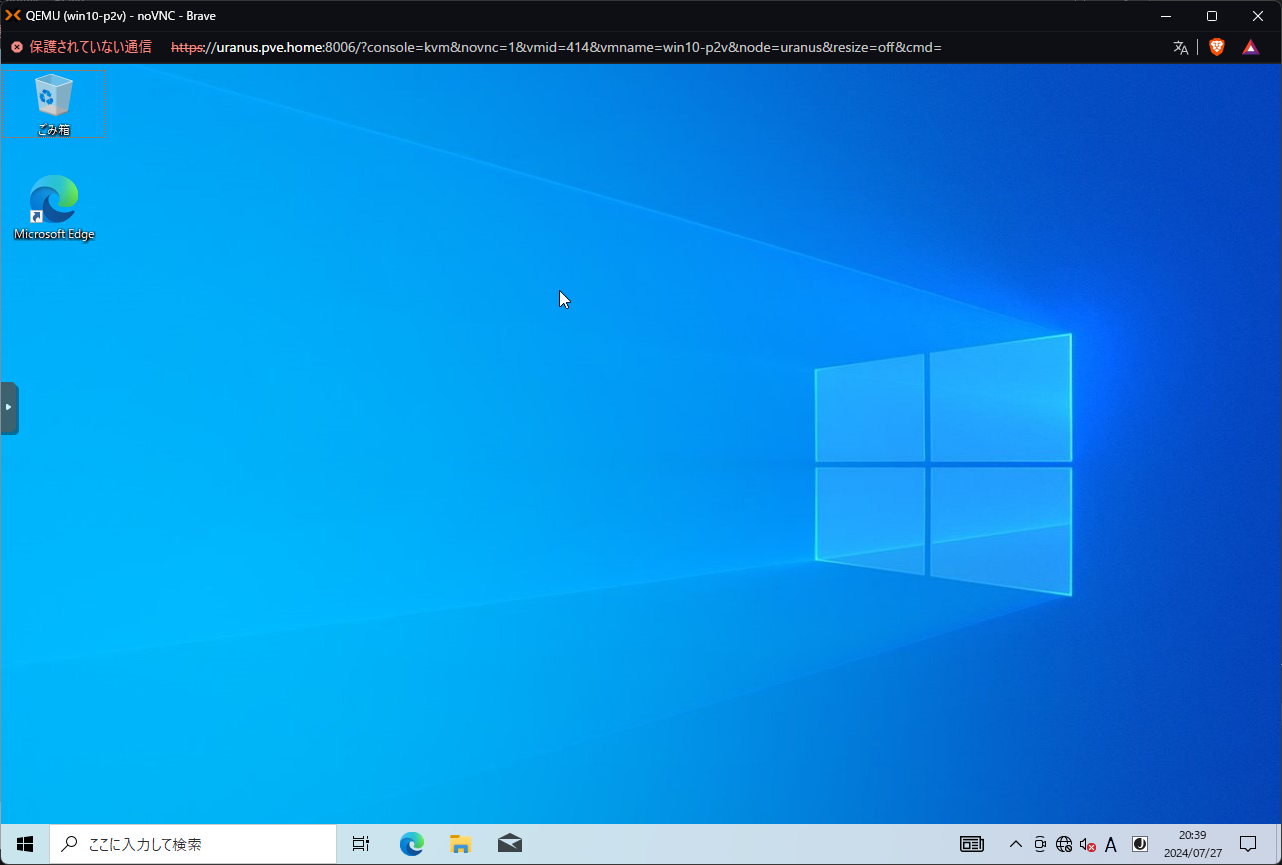 QEMU (win10-p2v) - noVNC - Brave
保護されていない通信 https://uranus.pve.home:8006/?console=kvm&novnc=1&vmid=414&vmname=win10-p2v&node=uranus&resize=off&cmd=
ごみ箱
Microsoft Edge
ここに入力して検索
A
20:39
2024/07/27